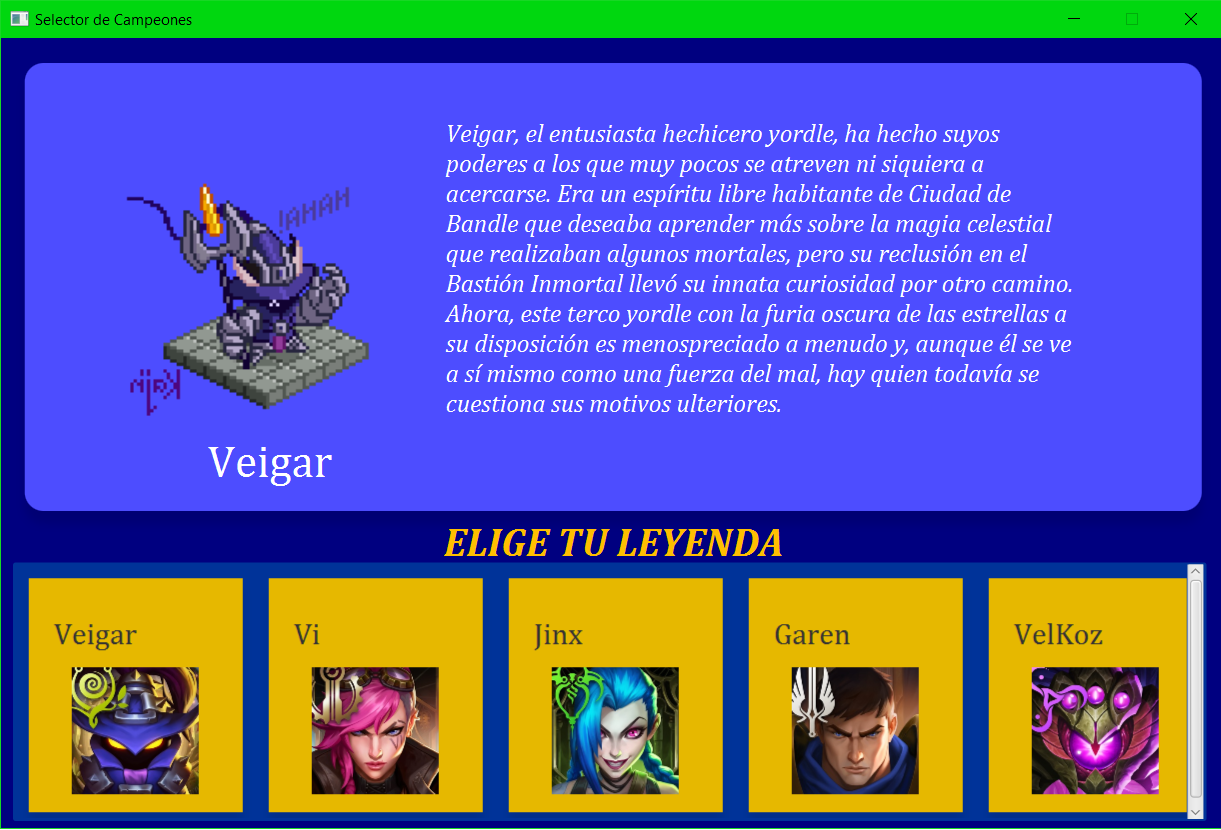 Selector de Campeones
Veigar, el entusiasta hechicero yordle, ha hecho suyos
poderes a los que muy pocos se atreven ni siquiera a
acercarse. Era un espíritu libre habitante de Ciudad de
Bandle que deseaba aprender más sobre la magia celestial
que realizaban algunos mortales, pero su reclusión en el
Bastión Inmortal llevó su innata curiosidad por otro camino.
Ahora, este terco yordle con la furia oscura de las estrellas a
su disposición es menospreciado a menudo y, aunque él se ve
a sí mismo como una fuerza del mal, hay quien todavía se
cuestiona sus motivos ulteriores.
Veigar
ELIGE TU LEYENDA
Veigar
Vi
Jinx
Garen
VelKoz